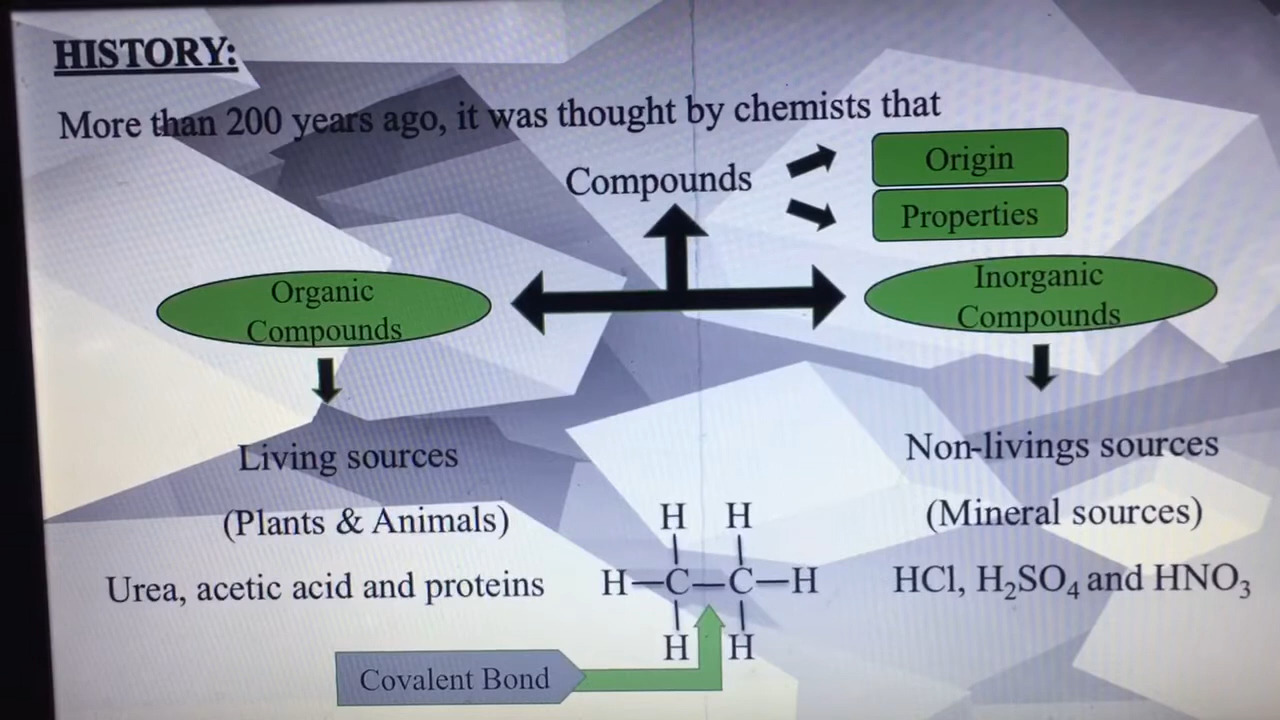 HISTORY:
More than 200 years ago, it was thought by chemists that
Compounds
Origin
Properties
Organic
Compounds
Inorganic
Compounds
Living sources
(Plants & Animals)
Urea, acetic acid and proteins
Non-livings sources
(Mineral sources)
HCl, H₂SO₄ and HNO₃
H H
H—C—C—H
H H
Covalent Bond